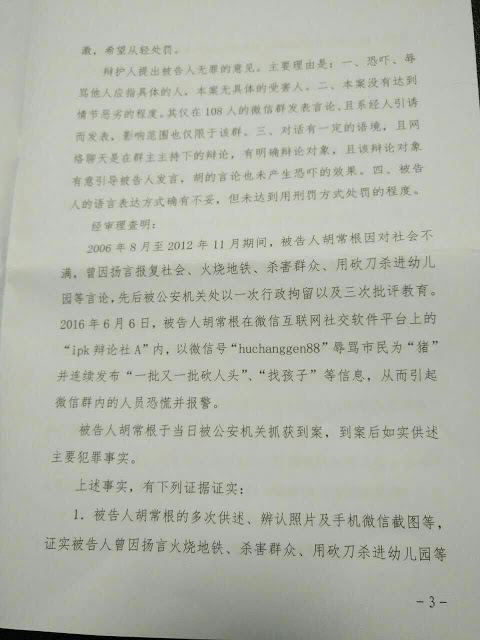 激，希望从轻处罚。
辩护人提出被告人无罪的意见。主要理由是：一、恐吓、辱
骂他人应指具体的人，本案无具体的受害人。二、本案没有达到
情节恶劣的程度。其仅在 108 人的微信群发表言论，且系经人引诱
而发表，影响范围也仅限于该群。三、对话有一定的语境，且网
络聊天是在群主主持下的辩论，有明确辩论对象，且该辩论对象
有意引导被告人发言，胡的言论也未产生恐吓的效果。四、被告
人的语言表达方式确有不妥，但未达到用刑罚方式处罚的程度。
经审理查明：
2006 年 8 月至 2012 年 11 月期间，被告人胡常根因对社会不
满，曾因扬言报复社会、火烧地铁、杀害群众、用砍刀杀进幼儿
园等言论，先后被公安机关处以一次行政拘留以及三次批评教育。
2016 年 6 月 6 日，被告人胡常根在微信互联网社交软件平台上的
“ipk 辩论社 A”内，以微信号“huchanggen88”辱骂市民为“猪”
并连续发布“一批又一批砍人头”、“找孩子”等信息，从而引起
微信群内的人员恐慌并报警。
被告人胡常根于当日被公安机关抓获到案，到案后如实供述
主要犯罪事实。
上述事实，有下列证据证实：
1．被告人胡常根的多次供述、辨认照片及手机微信截图等，
证实被告人曾因扬言火烧地铁、杀害群众、用砍刀杀进幼儿园等
-3-